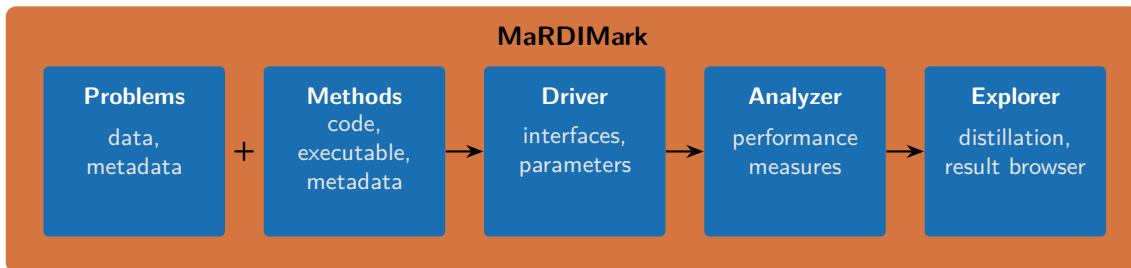 MaRDIMark
Problems
data,
metadata
+
Methods
code,
executable,
metadata
Driver
interfaces,
parameters
Analyzer
performance
measures
Explorer
distillation,
result browser